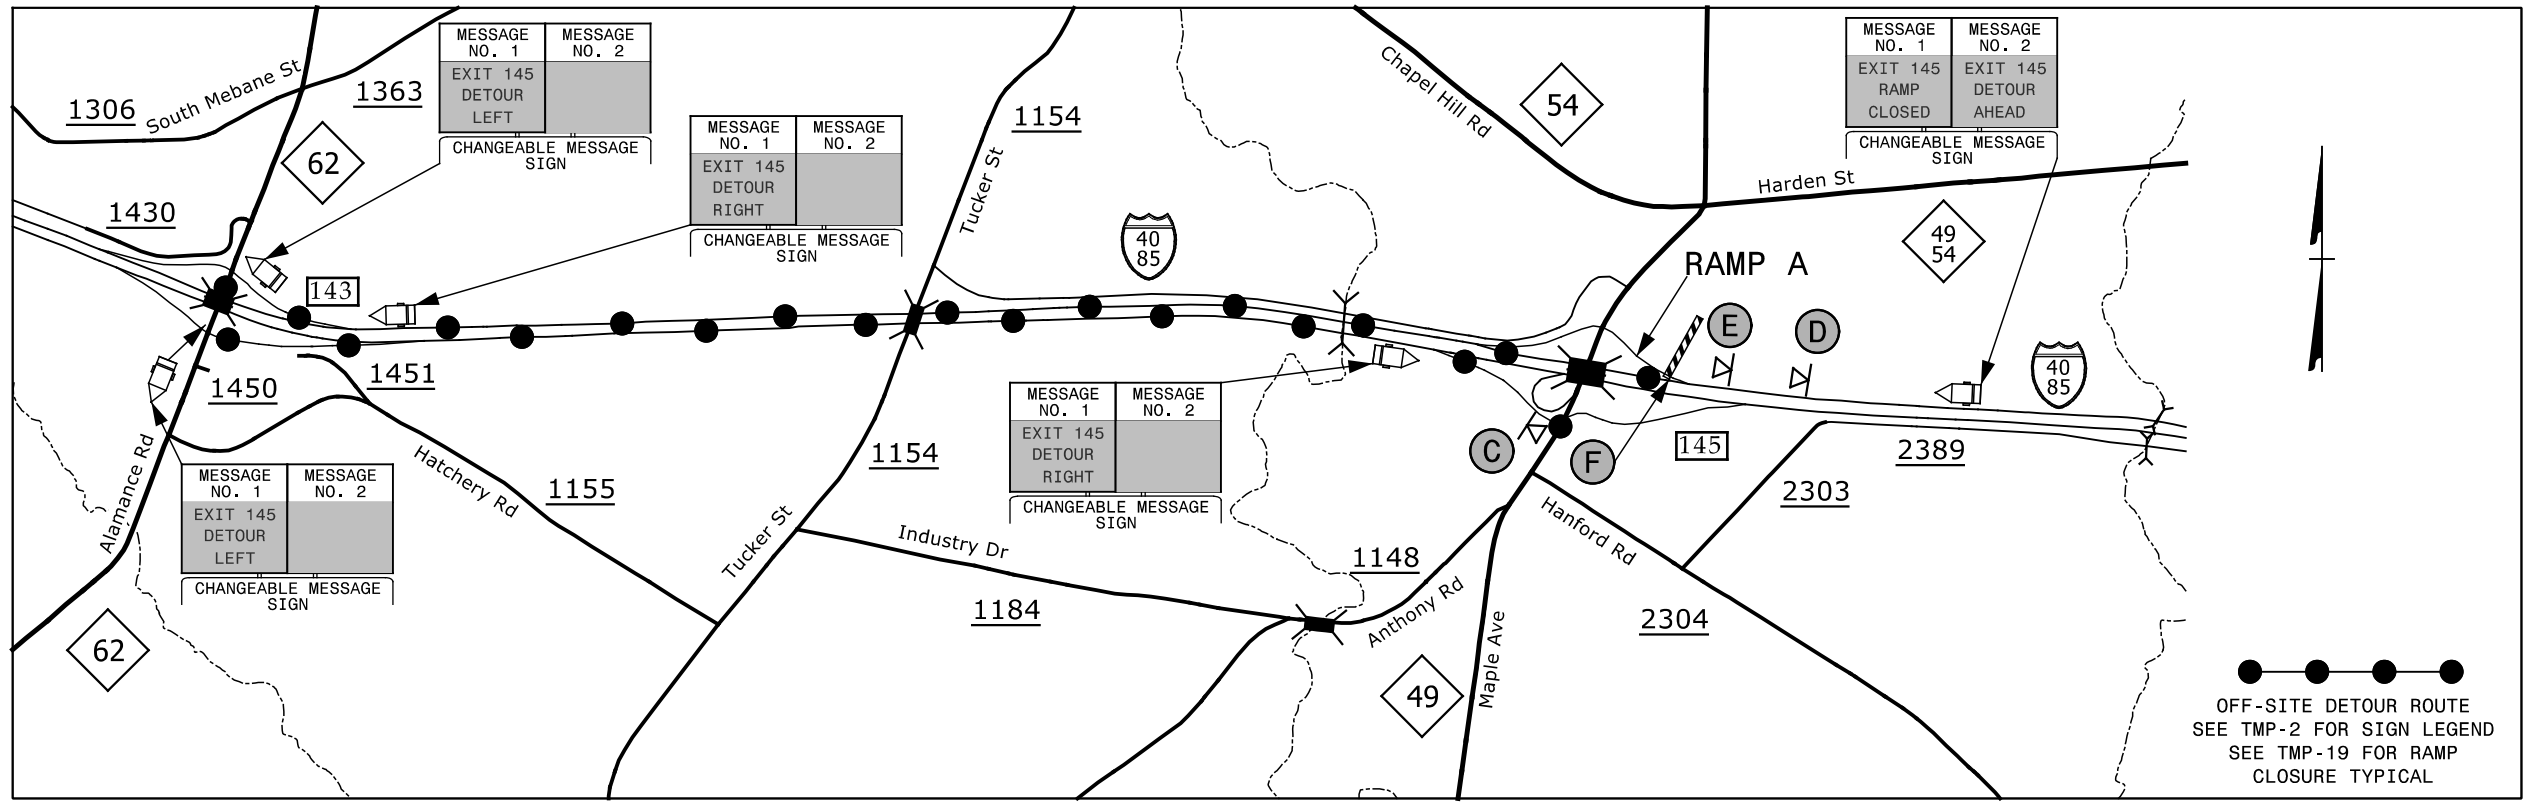 MESSAGE NO. 1
MESSAGE NO. 2
EXIT 145
DETOUR
LEFT
CHANGEABLE MESSAGE
SIGN
MESSAGE NO. 1
MESSAGE NO. 2
EXIT 145
DETOUR
RIGHT
CHANGEABLE MESSAGE
SIGN
MESSAGE NO. 1
MESSAGE NO. 2
EXIT 145
RAMP
CLOSED
EXIT 145
DETOUR
AHEAD
CHANGEABLE MESSAGE
SIGN
1306
South Mebane St
1363
62
1430
143
1154
Tucker St
40
85
Chapel Hill Rd
54
Harden St
49
54
RAMP A
E
D
40
85
1450
1451
Alamance Rd
Hatchery Rd
1155
1154
Tucker St
MESSAGE NO. 1
MESSAGE NO. 2
EXIT 145
DETOUR
RIGHT
CHANGEABLE MESSAGE
SIGN
C
F
145
2389
2303
Hanford Rd
MESSAGE NO. 1
MESSAGE NO. 2
EXIT 145
DETOUR
LEFT
CHANGEABLE MESSAGE
SIGN
Industry Dr
1148
1184
Anthony Rd
2304
62
49
Maple Ave
OFF-SITE DETOUR ROUTE
SEE TMP-2 FOR SIGN LEGEND
SEE TMP-19 FOR RAMP
CLOSURE TYPICAL